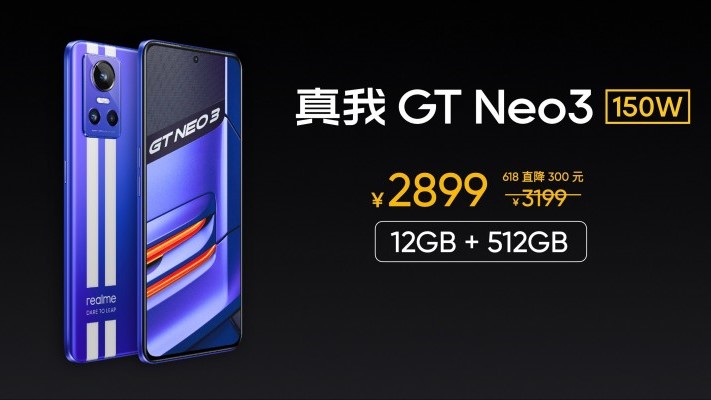 真我 GT Neo3 150W
¥2899
618 直降 300 元
¥3199
12GB + 512GB
GT NEO 3
realme
DARE TO LEAP